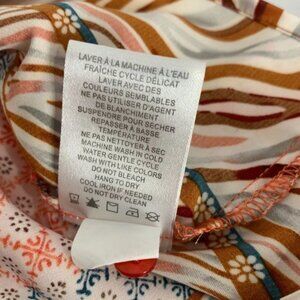 LAVER À LA MACHINE À L'EAU
FRAÎCHE CYCLE DÉLICAT
LAVER AVEC DES
COULEURS SEMBLABLES
NE PAS UTILISER D'AGENT
DE BLANCHIMENT
SUSPENDRE POUR SECHER
REPASSER À BASSE
TEMPÉRATURE
NE PAS NETTOYER À SEC
MACHINE WASH IN COLD
WATER GENTLE CYCLE
WASH WITH LIKE COLORS
DO NOT BLEACH
HANG TO DRY
COOL IRON IF NEEDED
DO NOT DRY CLEAN